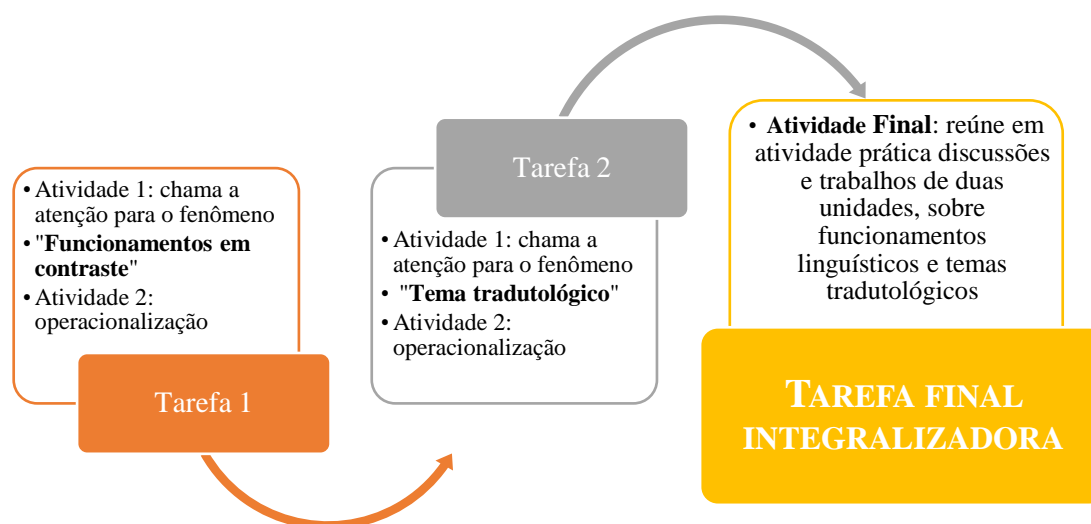 • Atividade 1: chama a
atenção para o fenômeno
• "Funcionamentos em
contraste"
• Atividade 2:
operacionalização
Tarefa 1
Tarefa 2
• Atividade 1: chama a
atenção para o fenômeno
• "Tema tradutológico"
• Atividade 2:
operacionalização
• Atividade Final: reúne em
atividade prática discussões
e trabalhos de duas
unidades, sobre
funcionamentos
linguísticos e temas
tradutológicos
TAREFA FINAL
INTEGRALIZADORA